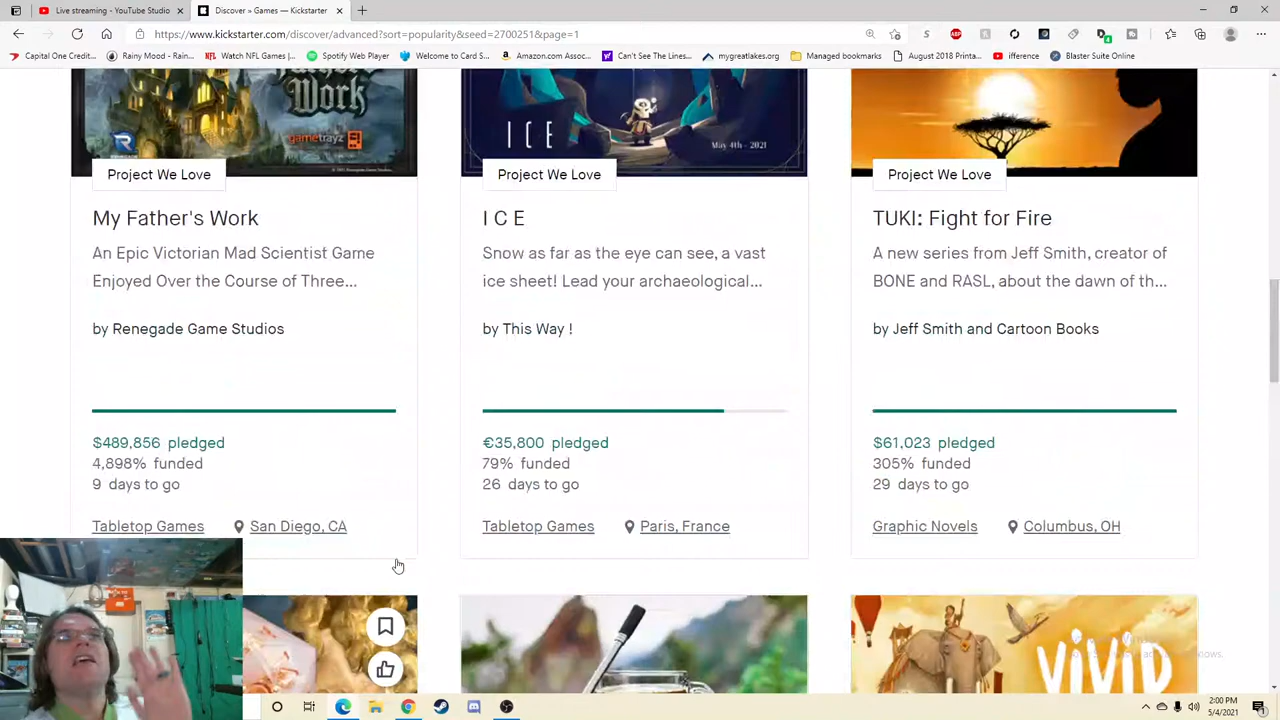 Live streaming - YouTube Studio
Discover » Games — Kickstarter
https://www.kickstarter.com/discover/advanced?sort=popularity&seed=2700251&page=1
Capital One Credit...
Rainy Mood - Rain...
Watch NFL Games |...
Spotify Web Player
Welcome to Card S...
Amazon.com Assoc...
Can't See The Lines...
mygreatlakes.org
Managed bookmarks
August 2018 Printa...
ifference
Blaster Suite Online
Work
RENEGADE
gametrayz
ICE
May 4th - 2021
Project We Love
Project We Love
Project We Love
My Father's Work
An Epic Victorian Mad Scientist Game
Enjoyed Over the Course of Three...
by Renegade Game Studios
$489,856 pledged
4,898% funded
9 days to go
Tabletop Games
San Diego, CA
I C E
Snow as far as the eye can see, a vast
ice sheet! Lead your archaeological...
by This Way !
€35,800 pledged
79% funded
26 days to go
Tabletop Games
Paris, France
TUKI: Fight for Fire
A new series from Jeff Smith, creator of
BONE and RASL, about the dawn of th...
by Jeff Smith and Cartoon Books
$61,023 pledged
305% funded
29 days to go
Graphic Novels
Columbus, OH
VIVID
2:00 PM
5/4/2021